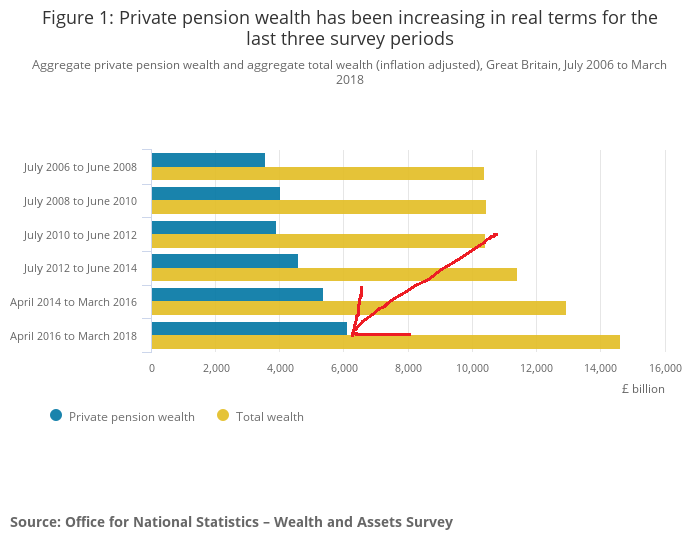 Figure 1: Private pension wealth has been increasing in real terms for the
last three survey periods
Aggregate private pension wealth and aggregate total wealth (inflation adjusted), Great Britain, July 2006 to March
2018
July 2006 to June 2008
July 2008 to June 2010
July 2010 to June 2012
July 2012 to June 2014
April 2014 to March 2016
April 2016 to March 2018
0 2,000 4,000 6,000 8,000 10,000 12,000 14,000 16,000
£ billion
Private pension wealth Total wealth
Source: Office for National Statistics – Wealth and Assets Survey